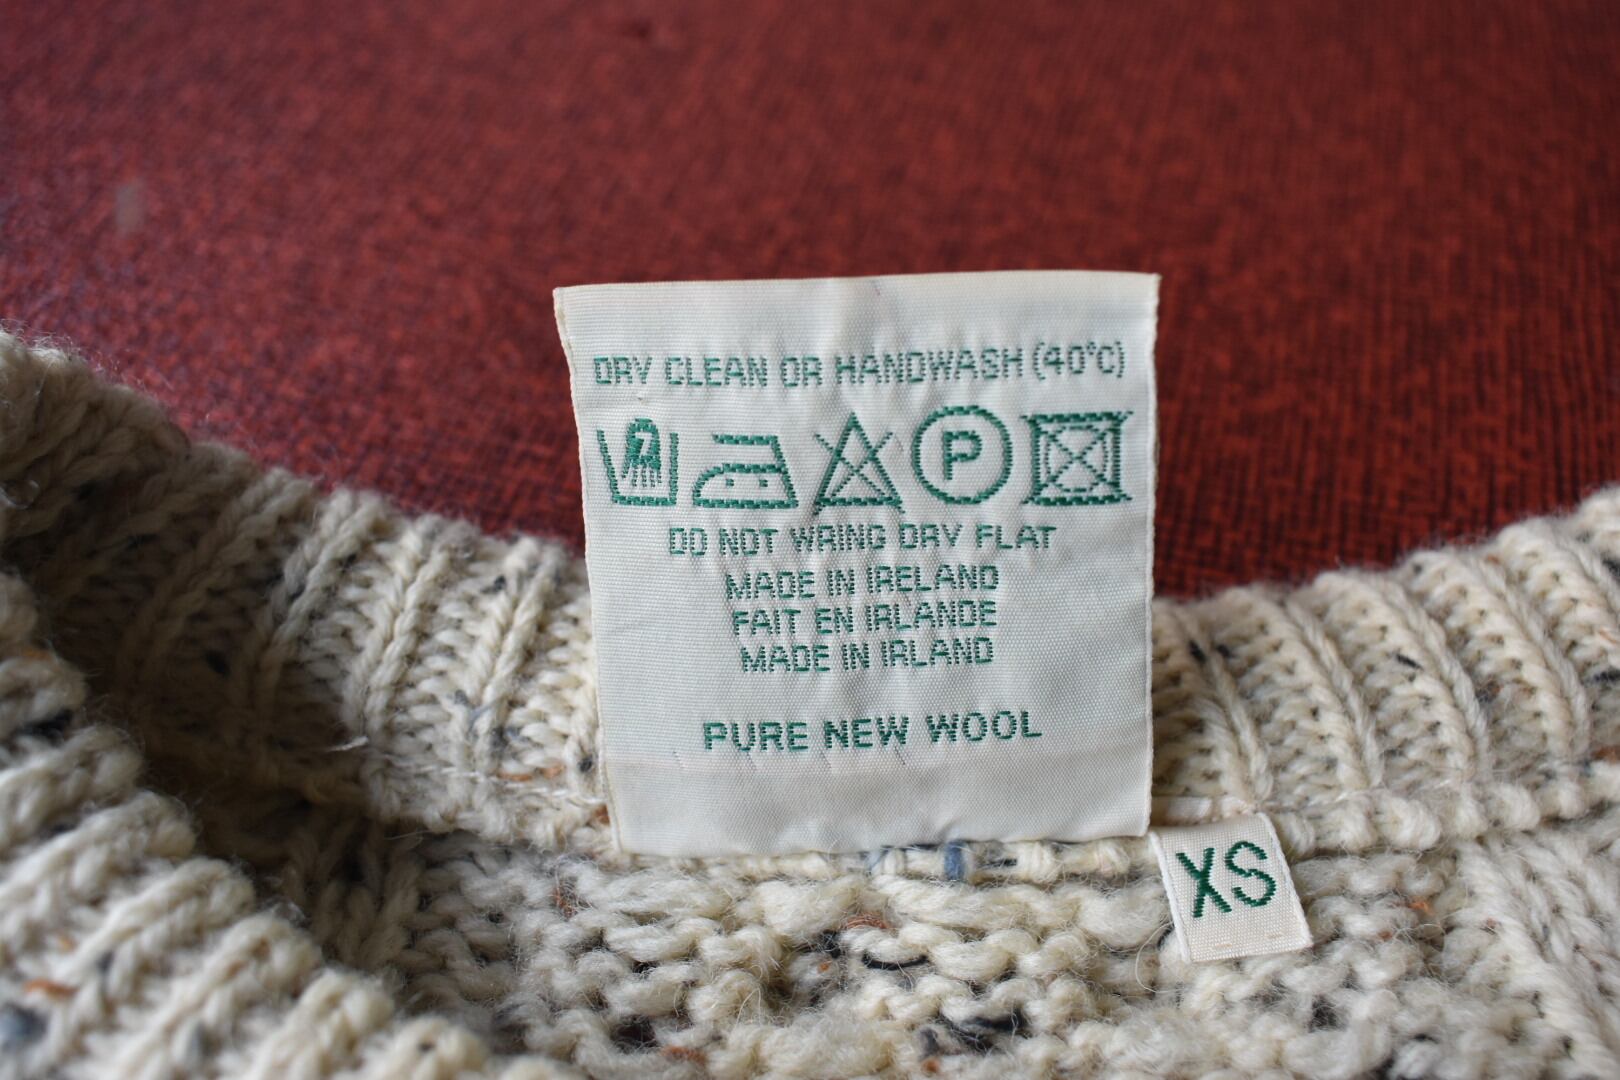 DRY CLEAN OR HANDWASH (40°C)
7 P
DO NOT WRING DRY FLAT
MADE IN IRELAND
FAIT EN IRLANDE
MADE IN IRLAND
PURE NEW WOOL
XS